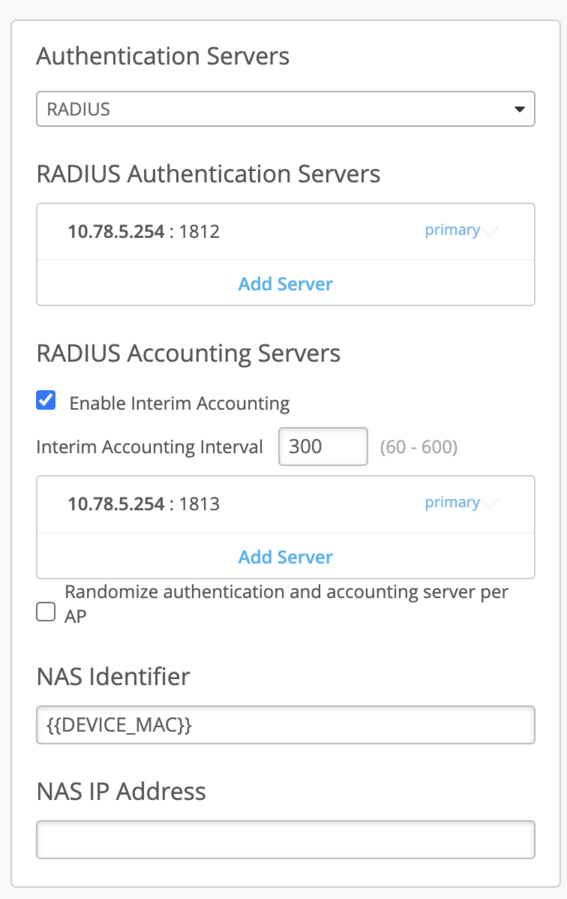 Authentication Servers
RADIUS
RADIUS Authentication Servers
10.78.5.254 : 1812 primary
Add Server
RADIUS Accounting Servers
Enable Interim Accounting
Interim Accounting Interval 300 (60 - 600)
10.78.5.254 : 1813 primary
Add Server
Randomize authentication and accounting server per
AP
NAS Identifier
{{DEVICE_MAC}}
NAS IP Address